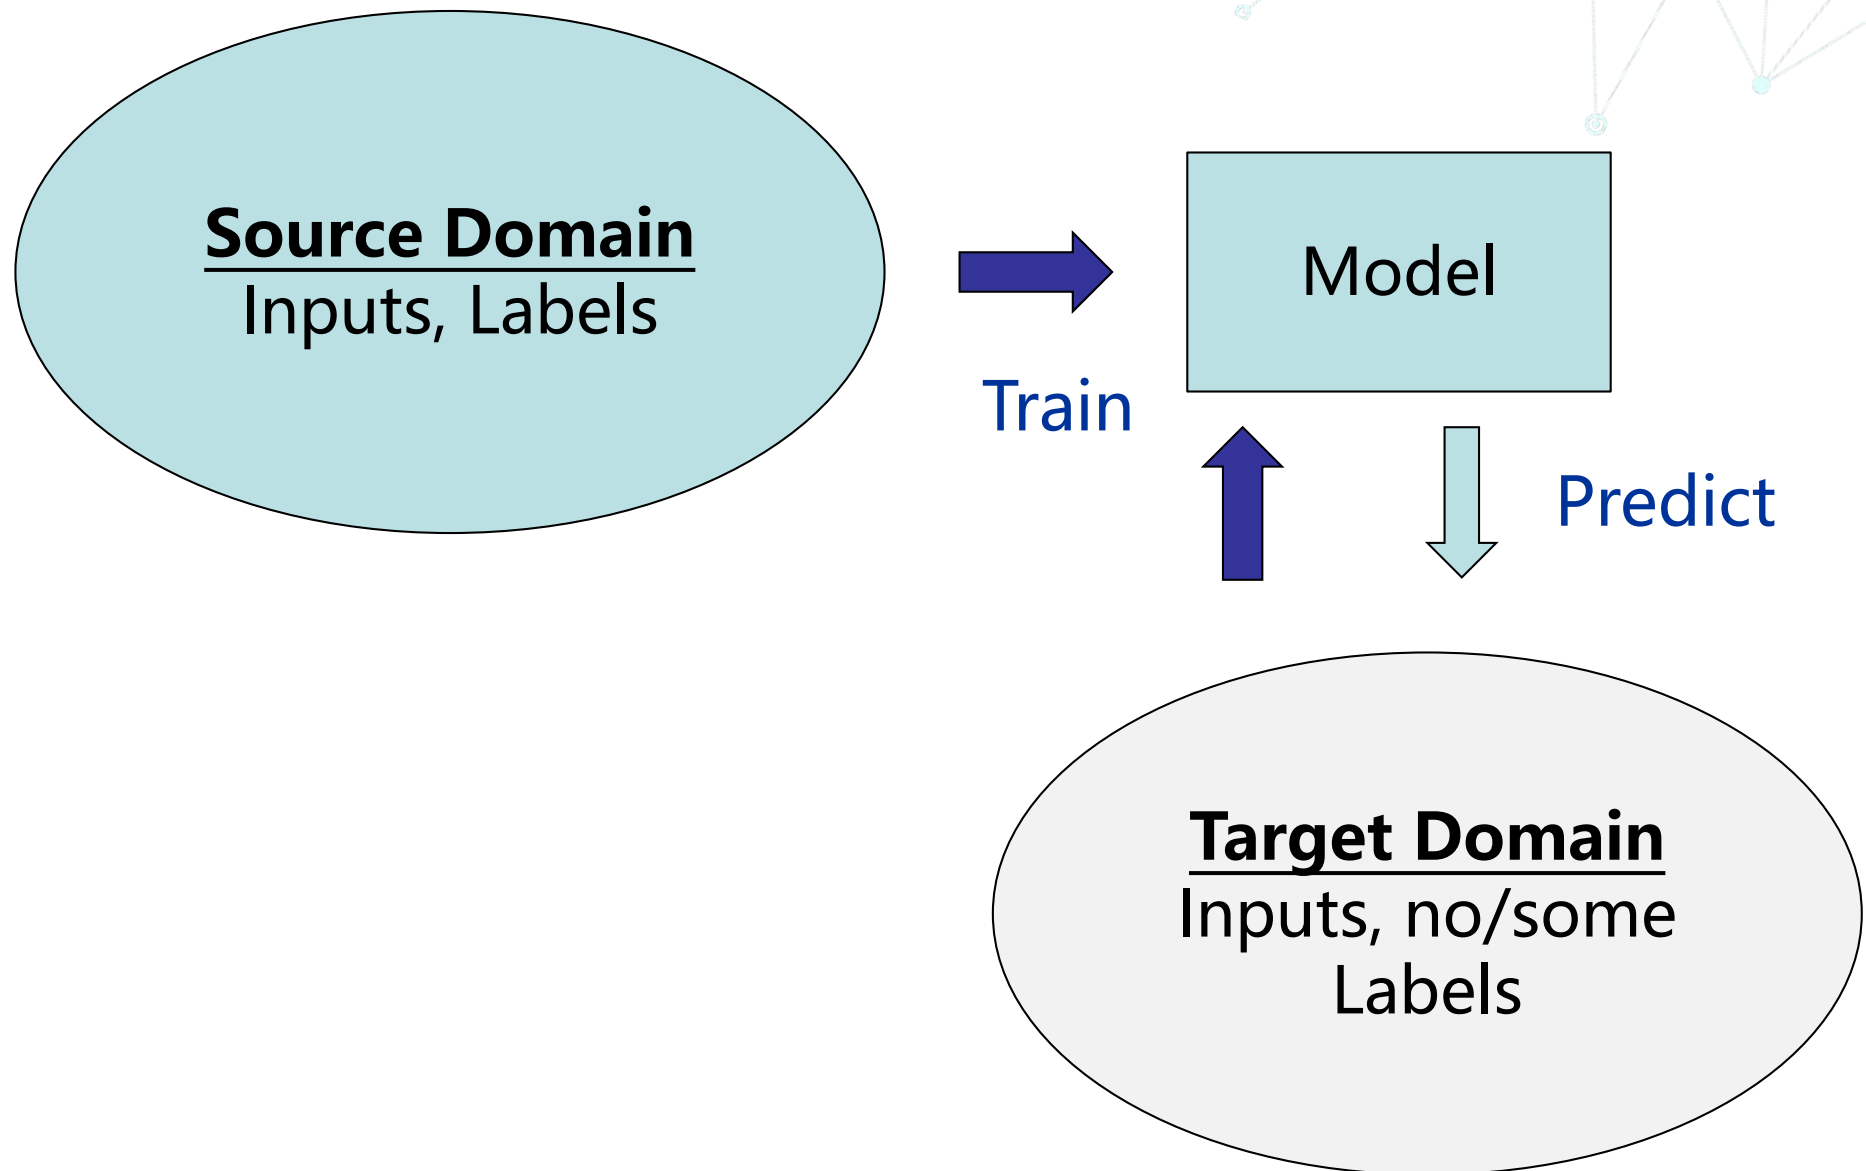 Source Domain
Inputs, Labels
Model
Train
Predict
Target Domain
Inputs, no/some
Labels